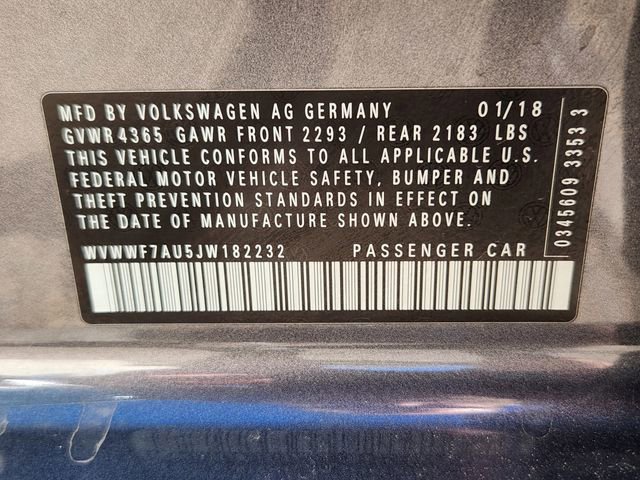 MFD BY VOLKSWAGEN AG GERMANY 01/18
GVWR4365 GAWR FRONT 2293 / REAR 2183 LBS
THIS VEHICLE CONFORMS TO ALL APPLICABLE U.S.
FEDERAL MOTOR VEHICLE SAFETY, BUMPER AND
THEFT PREVENTION STANDARDS IN EFFECT ON
THE DATE OF MANUFACTURE SHOWN ABOVE.
WVWWF7AU5JW182232 PASSENGER CAR
0345609 3353 3